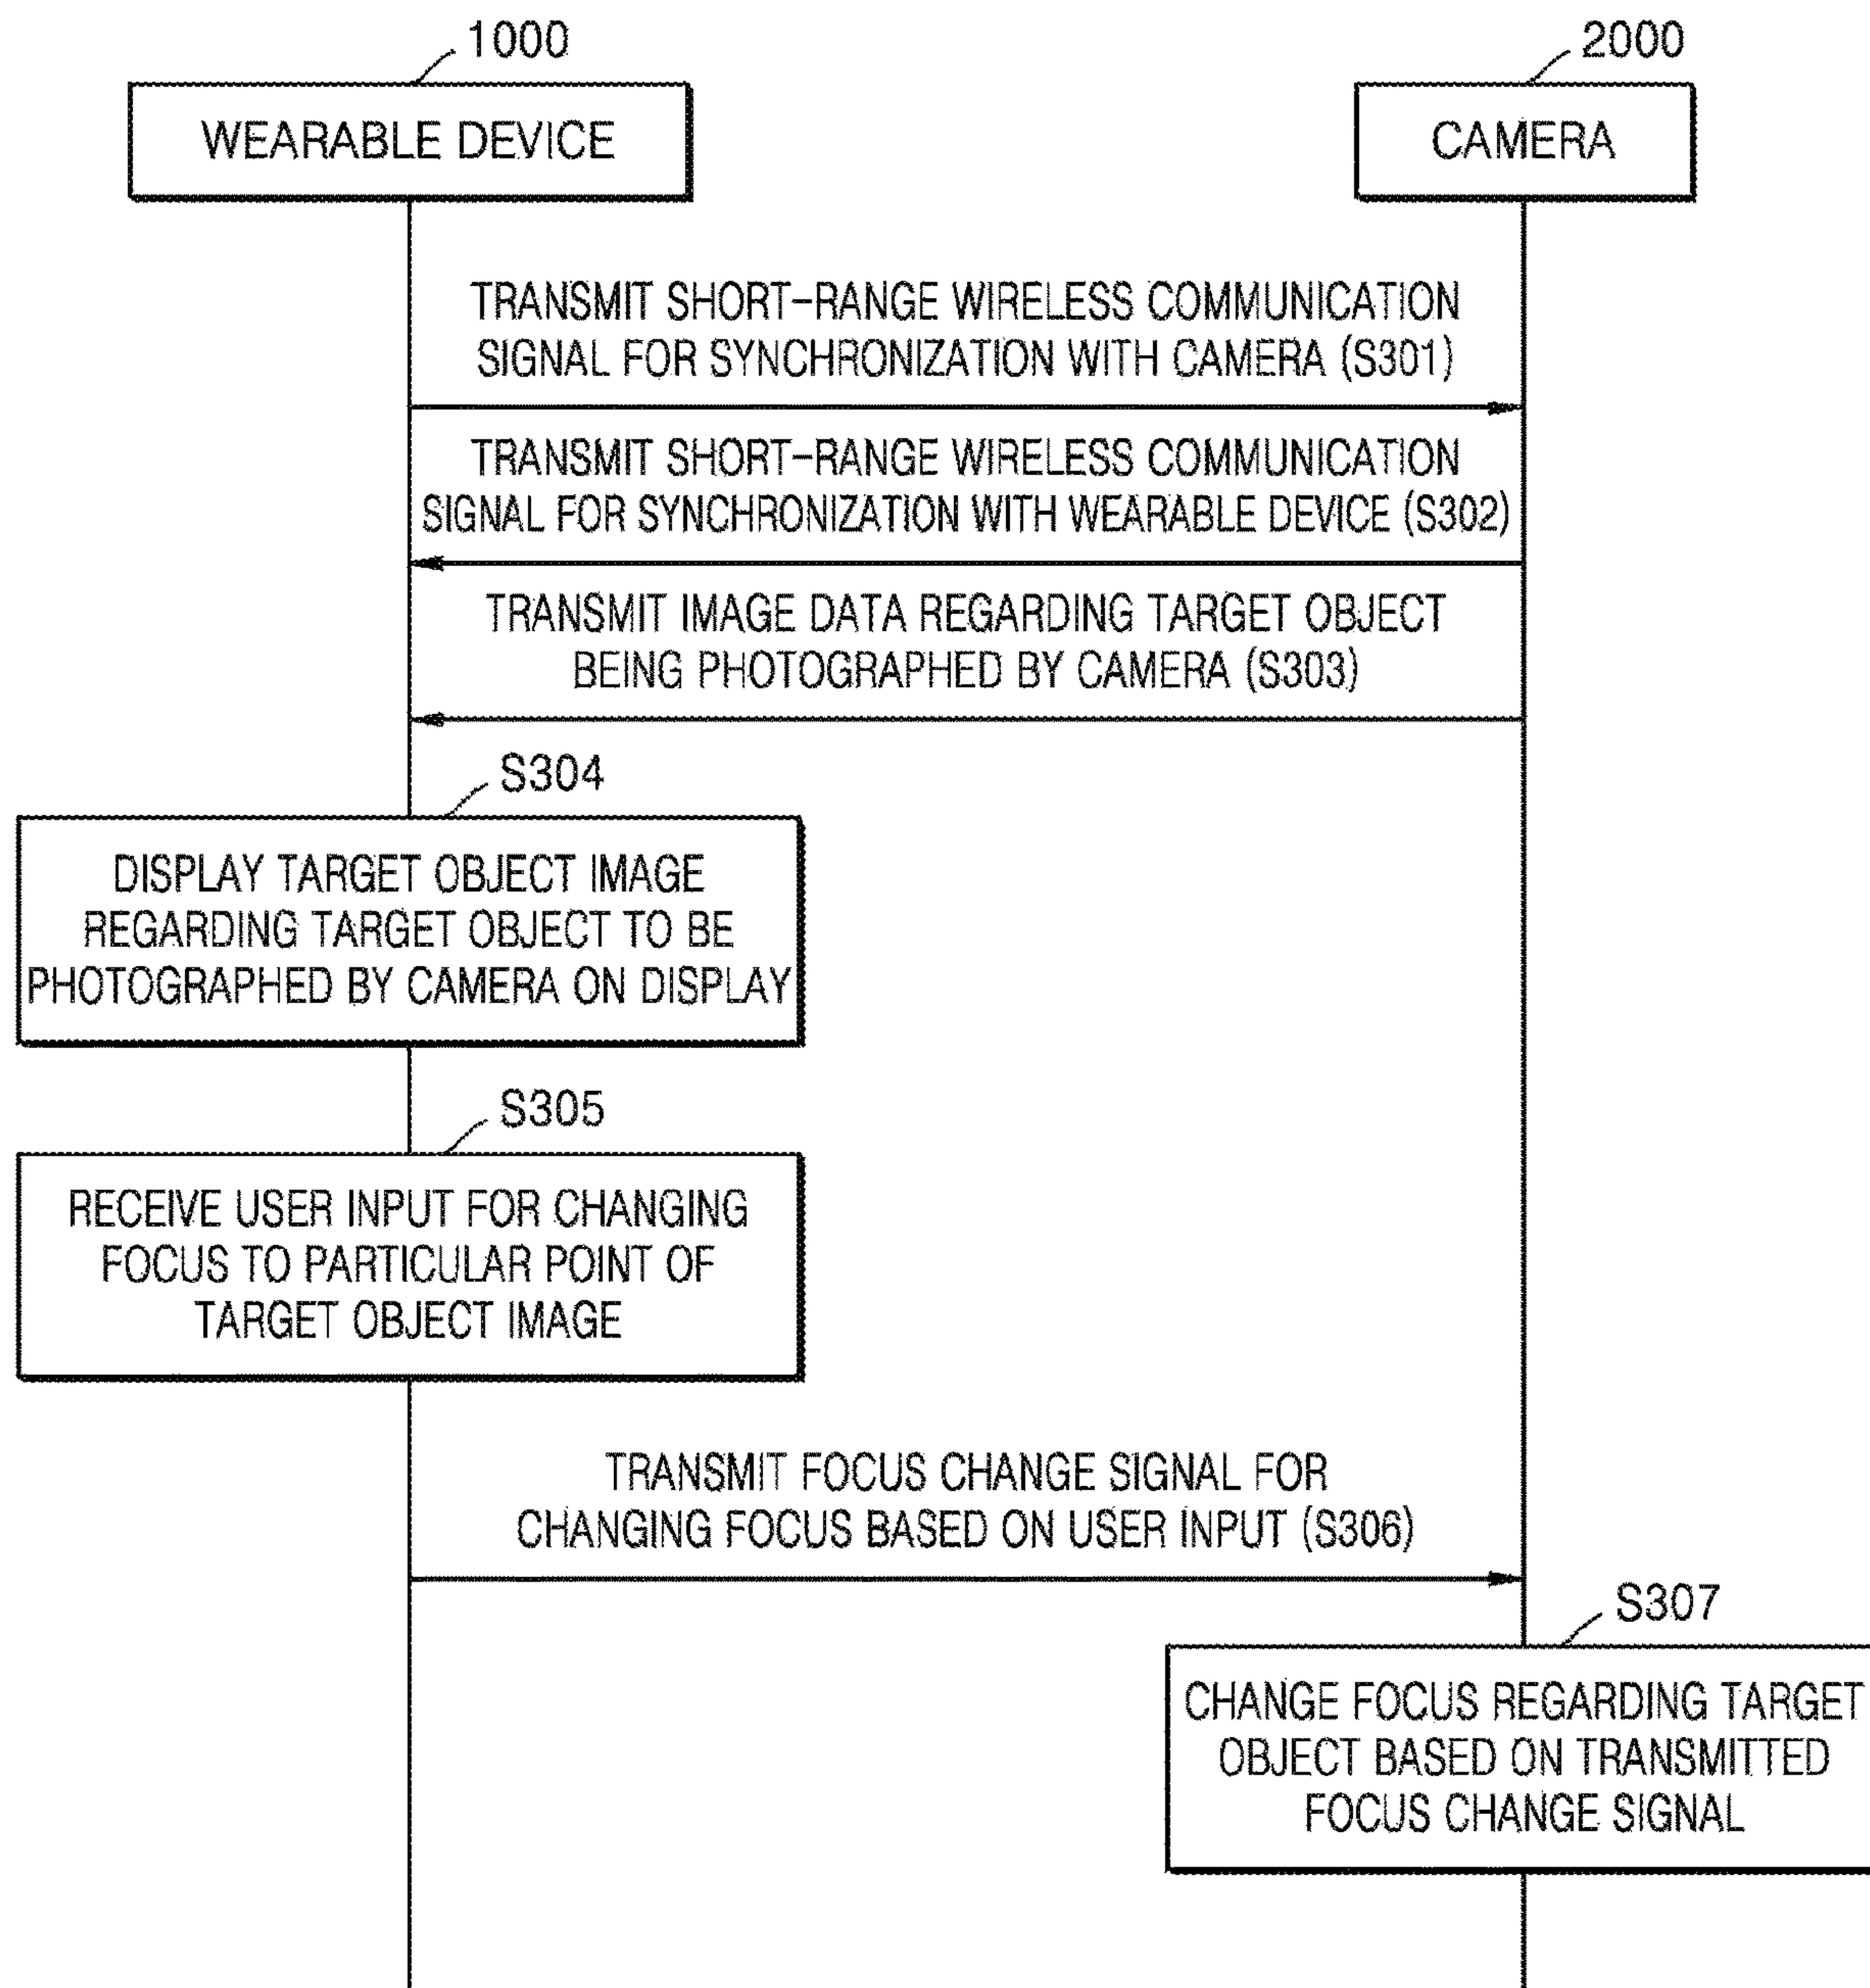 1000
2000
WEARABLE DEVICE
CAMERA
TRANSMIT SHORT-RANGE WIRELESS COMMUNICATION
SIGNAL FOR SYNCHRONIZATION WITH CAMERA (S301)
TRANSMIT SHORT-RANGE WIRELESS COMMUNICATION
SIGNAL FOR SYNCHRONIZATION WITH WEARABLE DEVICE (S302)
TRANSMIT IMAGE DATA REGARDING TARGET OBJECT
BEING PHOTOGRAPHED BY CAMERA (S303)
S304
DISPLAY TARGET OBJECT IMAGE
REGARDING TARGET OBJECT TO BE
PHOTOGRAPHED BY CAMERA ON DISPLAY
S305
RECEIVE USER INPUT FOR CHANGING
FOCUS TO PARTICULAR POINT OF
TARGET OBJECT IMAGE
TRANSMIT FOCUS CHANGE SIGNAL FOR
CHANGING FOCUS BASED ON USER INPUT (S306)
S307
CHANGE FOCUS REGARDING TARGET
OBJECT BASED ON TRANSMITTED
FOCUS CHANGE SIGNAL